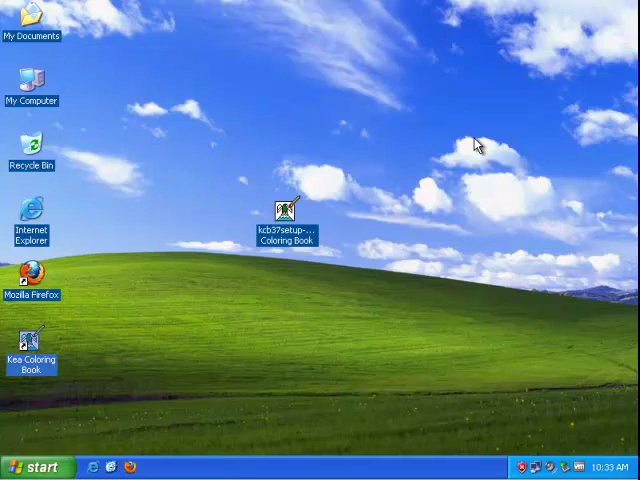 My Documents
My Computer
Recycle Bin
Internet
Explorer
Mozilla Firefox
Kea Coloring
Book
kcb37setup-...
Coloring Book
start
10:33 AM